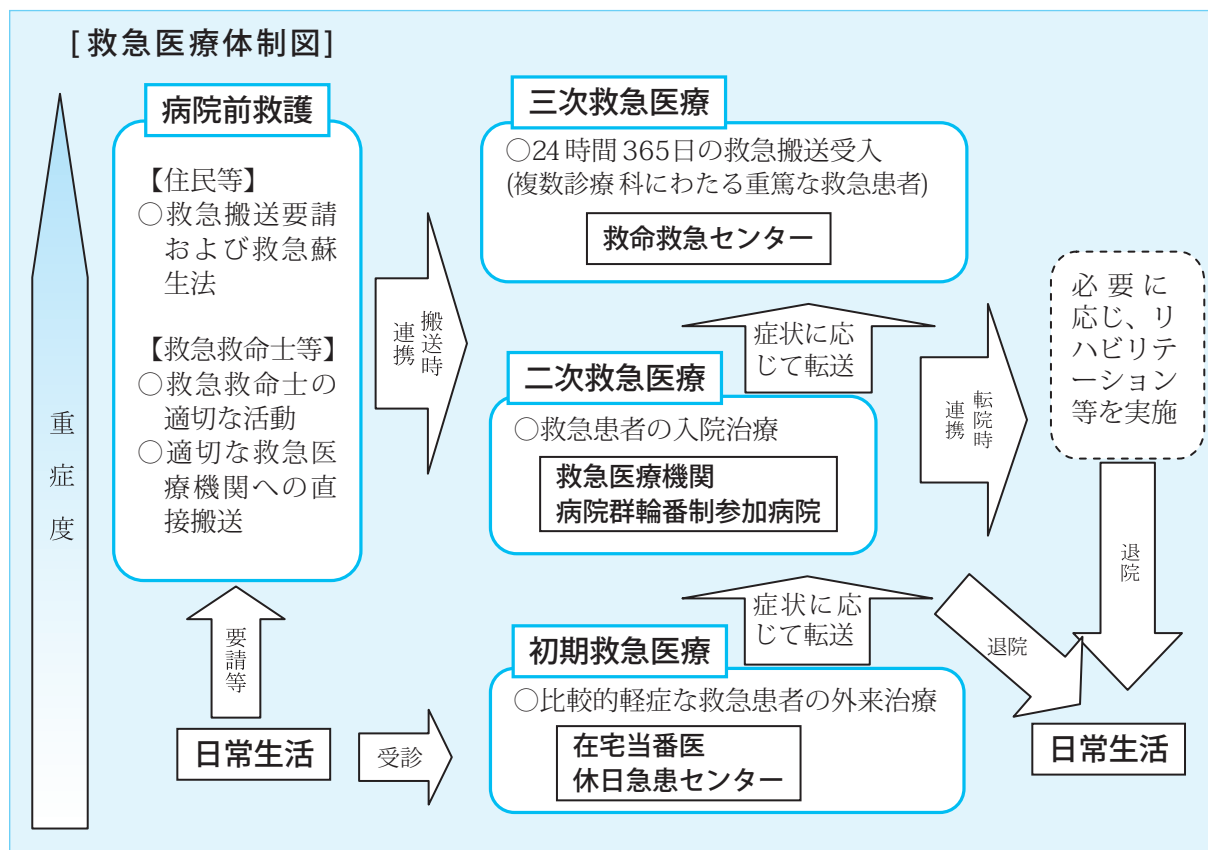 [救急医療体制図]
重症度
病院前救護
【住民等】
○救急搬送要請
および救急蘇
生法
【救急救命士等】
○救急救命士の
適切な活動
○適切な救急医
療機関への直
接搬送
要請等
日常生活
受診
搬送時
連携
三次救急医療
○24時間365日の救急搬送受入
(複数診療科にわたる重篤な救急患者)
救命救急センター
症状に応
じて転送
二次救急医療
○救急患者の入院治療
救急医療機関
病院群輪番制参加病院
症状に応
じて転送
初期救急医療
○比較的軽症な救急患者の外来治療
在宅当番医
休日急患センター
転院時
連携
必要に
応じ、リ
ハビリテ
ーション
等を実施
退院
退院
日常生活